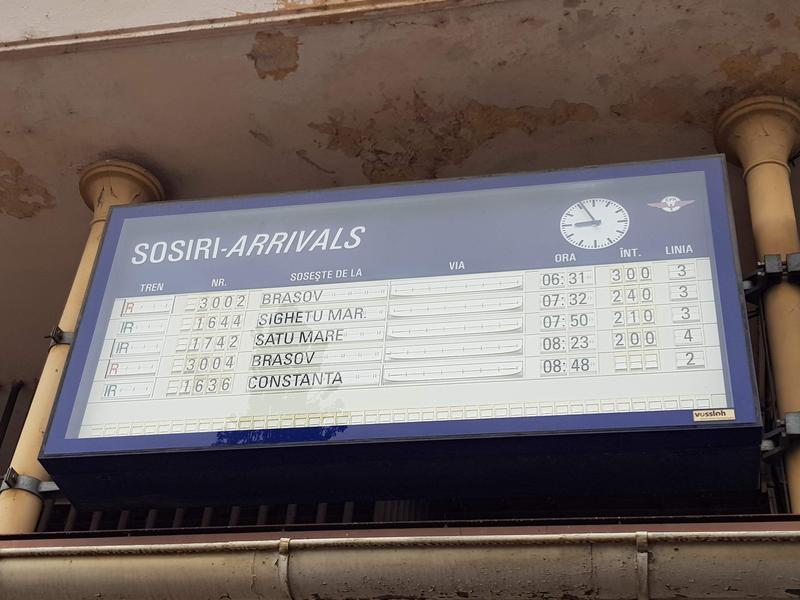 SOSIRI-ARRIVALS
TREN NR. SOSEŞTE DE LA VIA ORA ÎNT. LINIA
R 3002 BRASOV 06:31 300 3
IR 1644 SIGHETU MAR. 07:32 240 3
IR 1742 SATU MARE 07:50 210 3
R 3004 BRASOV 08:23 200 4
IR 1636 CONSTANTA 08:48 2
vossloh